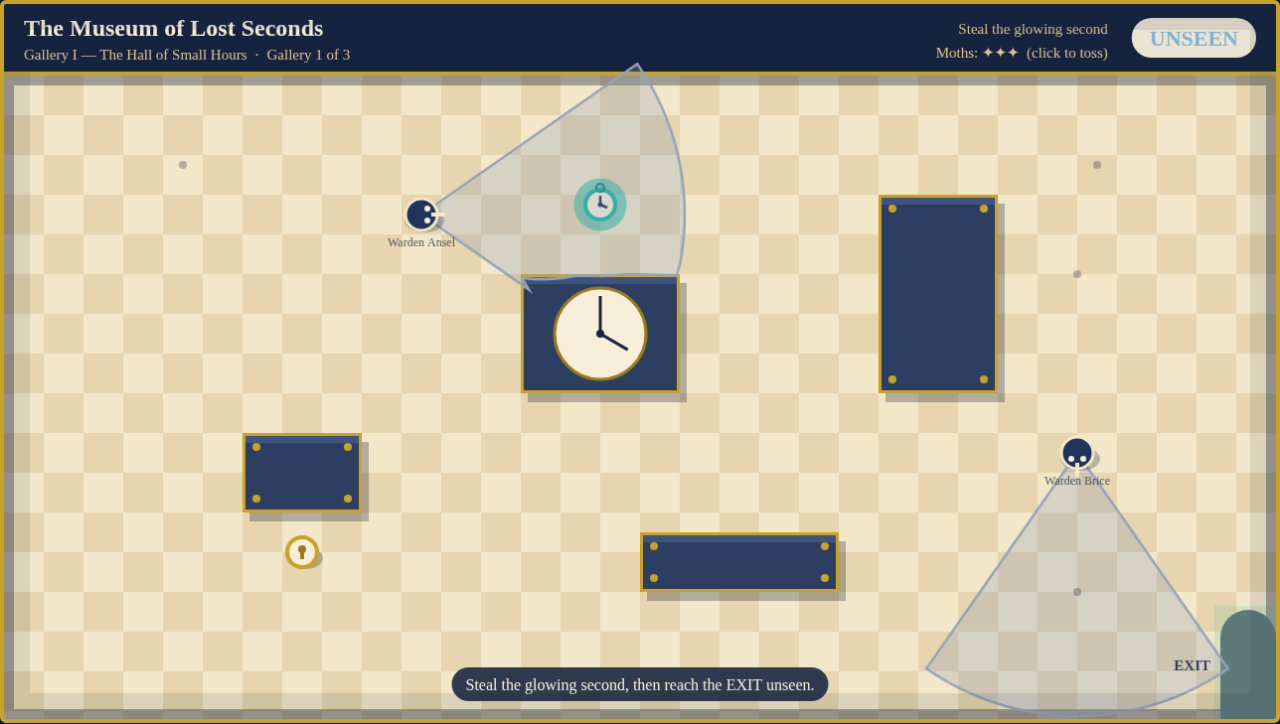 The Museum of Lost Seconds
Gallery I — The Hall of Small Hours · Gallery 1 of 3
Steal the glowing second
Moths: ✦✦✦ (click to toss)
UNSEEN
Warden Ansel
Warden Brice
EXIT
Steal the glowing second, then reach the EXIT unseen.